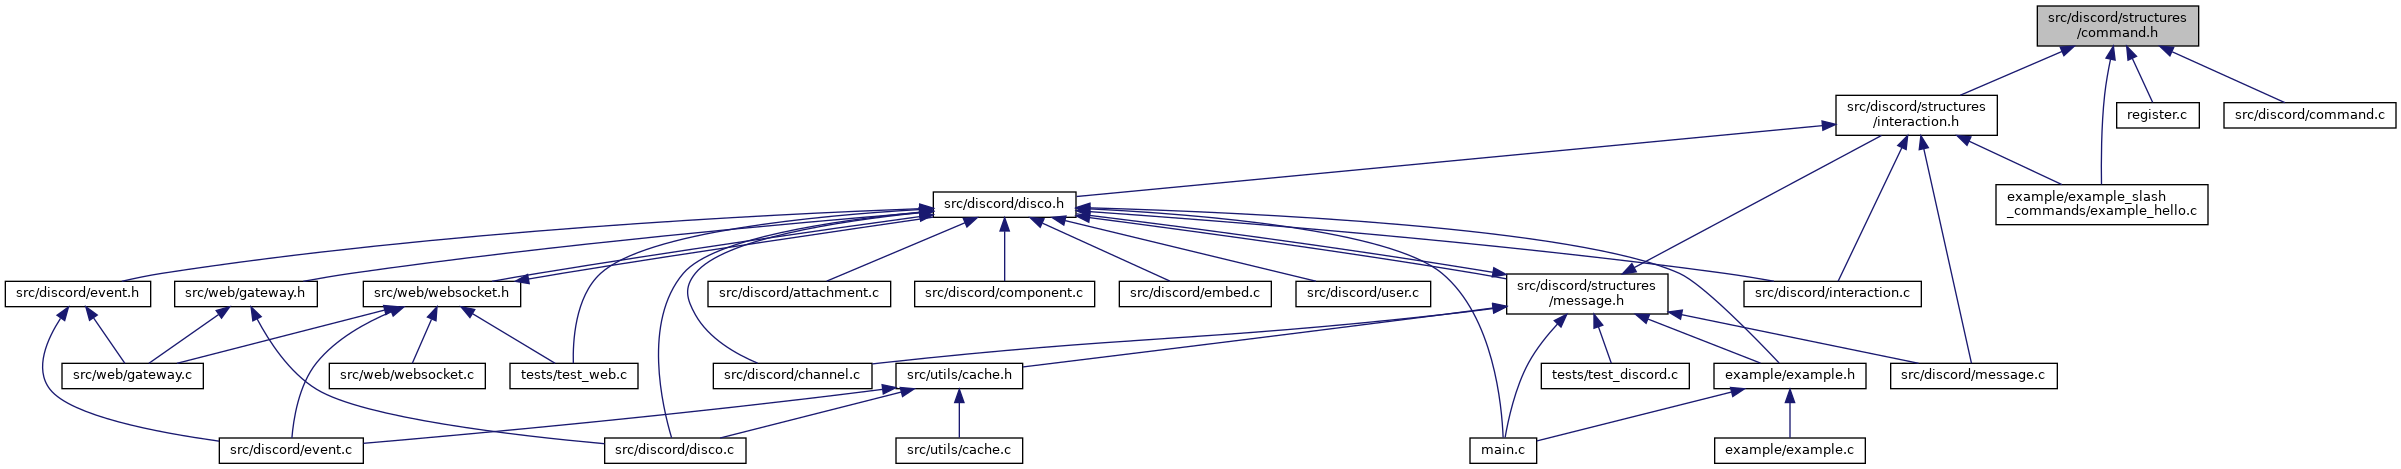 src/discord/structures
/command.h
src/discord/structures
/interaction.h
register.c
src/discord/command.c
example/example_slash
_commands/example_hello.c
src/discord/disco.h
src/discord/event.h
src/web/gateway.h
src/web/websocket.h
src/discord/attachment.c
src/discord/component.c
src/discord/embed.c
src/discord/user.c
src/discord/structures
/message.h
src/discord/interaction.c
src/web/gateway.c
src/web/websocket.c
tests/test_web.c
src/discord/channel.c
src/utils/cache.h
tests/test_discord.c
example/example.h
src/discord/message.c
src/discord/event.c
src/discord/disco.c
src/utils/cache.c
main.c
example/example.c